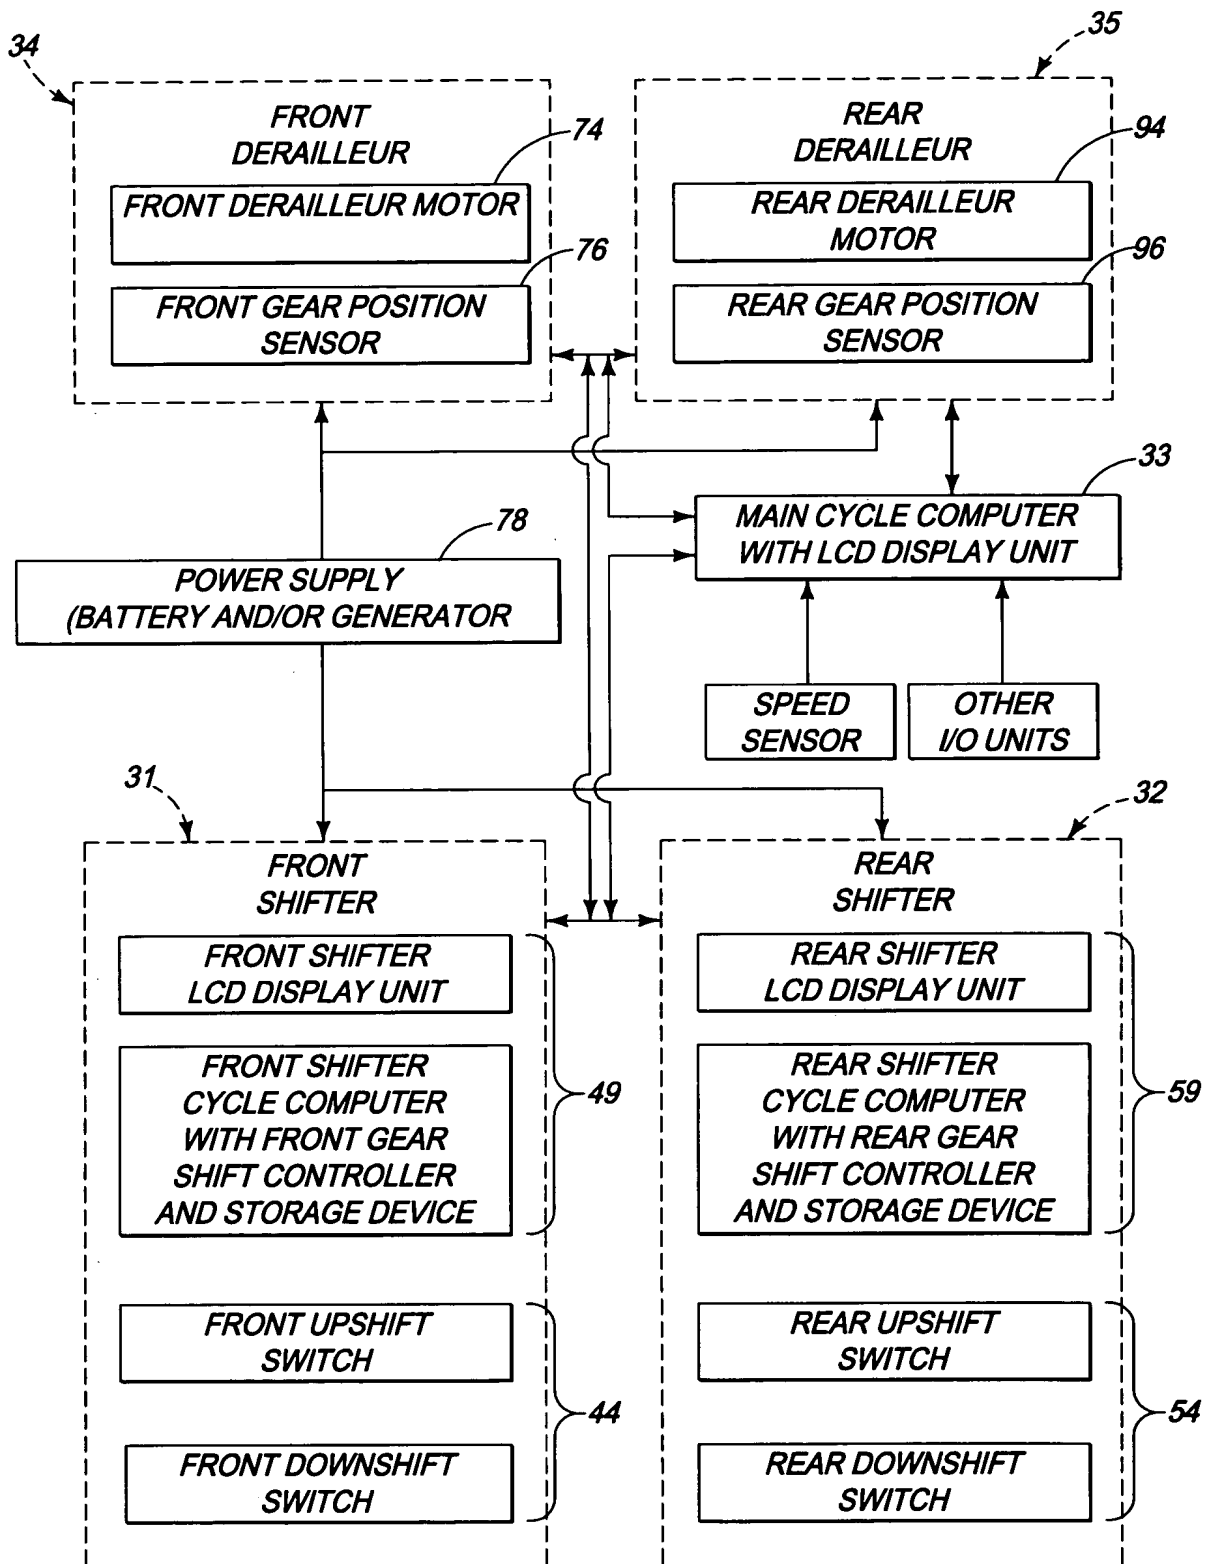 34
35
FRONT
DERAILLEUR
74
FRONT DERAILLEUR MOTOR
76
FRONT GEAR POSITION
SENSOR
REAR
DERAILLEUR
94
REAR DERAILLEUR
MOTOR
96
REAR GEAR POSITION
SENSOR
33
MAIN CYCLE COMPUTER
WITH LCD DISPLAY UNIT
78
POWER SUPPLY
(BATTERY AND/OR GENERATOR
SPEED
SENSOR
OTHER
I/O UNITS
31
32
FRONT
SHIFTER
FRONT SHIFTER
LCD DISPLAY UNIT
FRONT SHIFTER
CYCLE COMPUTER
WITH FRONT GEAR
SHIFT CONTROLLER
AND STORAGE DEVICE
49
FRONT UPSHIFT
SWITCH
44
FRONT DOWNSHIFT
SWITCH
REAR
SHIFTER
REAR SHIFTER
LCD DISPLAY UNIT
REAR SHIFTER
CYCLE COMPUTER
WITH REAR GEAR
SHIFT CONTROLLER
AND STORAGE DEVICE
59
REAR UPSHIFT
SWITCH
54
REAR DOWNSHIFT
SWITCH